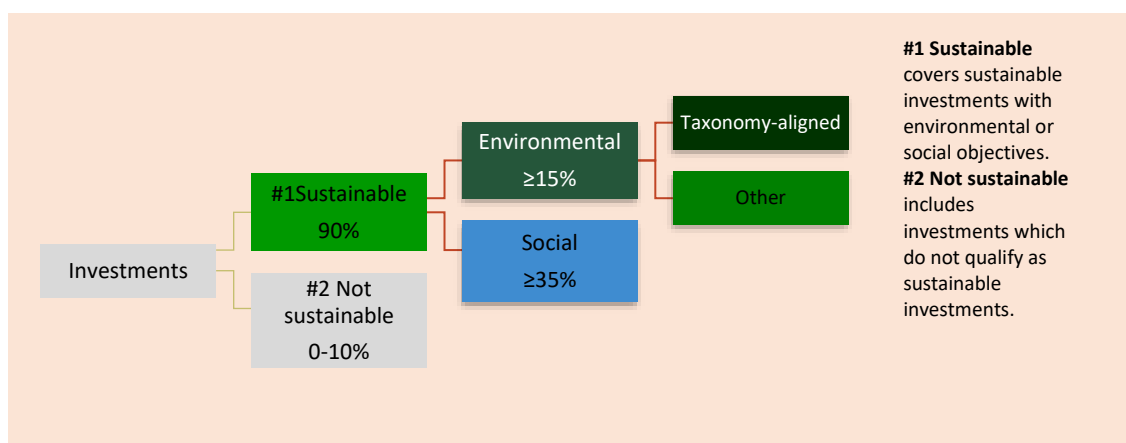 Investments
#1Sustainable
90%
#2 Not
sustainable
0-10%
Environmental
≥15%
Social
≥35%
Taxonomy-aligned
Other
#1 Sustainable
covers sustainable
investments with
environmental or
social objectives.
#2 Not sustainable
includes
investments which
do not qualify as
sustainable
investments.